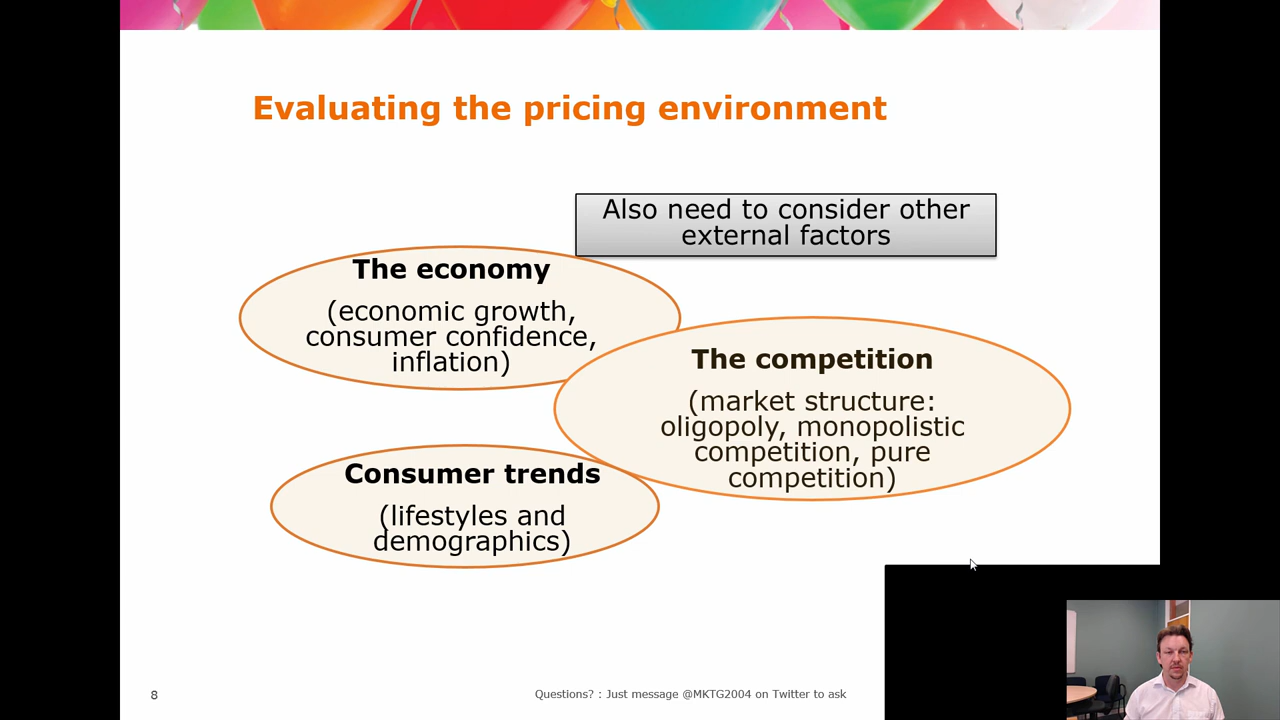 Evaluating the pricing environment
Also need to consider other
external factors
The economy
(economic growth,
consumer confidence,
inflation)
The competition
(market structure:
oligopoly, monopolistic
competition, pure
competition)
Consumer trends
(lifestyles and
demographics)
8
Questions? : Just message @MKTG2004 on Twitter to ask